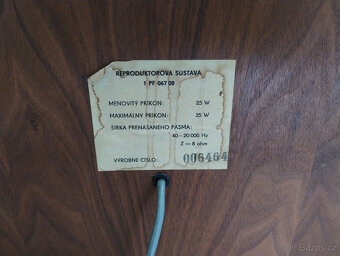 REPRODUKTOROVÁ SÚSTAVA
1 PF 067 08
MENOVITÝ PRÍKON: 25 W
MAXIMÁLNY PRÍKON: 35 W
ŠÍRKA PRENÁŠANÉHO PÁSMA:
40 – 20 000 Hz
Z = 8 ohm
VÝROBNÉ ČÍSLO: 006464